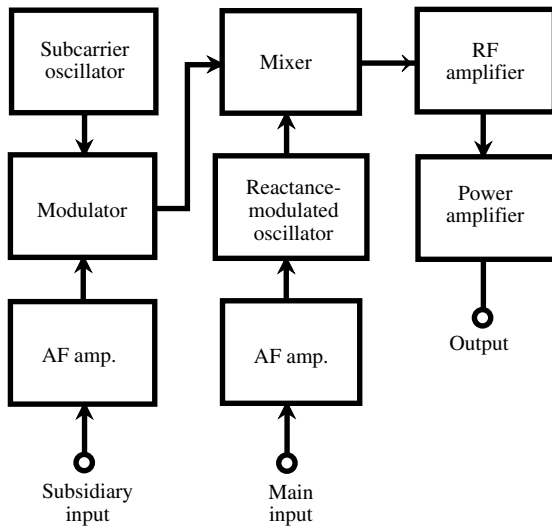 Subcarrier
oscillator
Mixer
RF
amplifier
Modulator
Reactance-
modulated
oscillator
Power
amplifier
AF amp.
AF amp.
Output
Subsidiary
input
Main
input